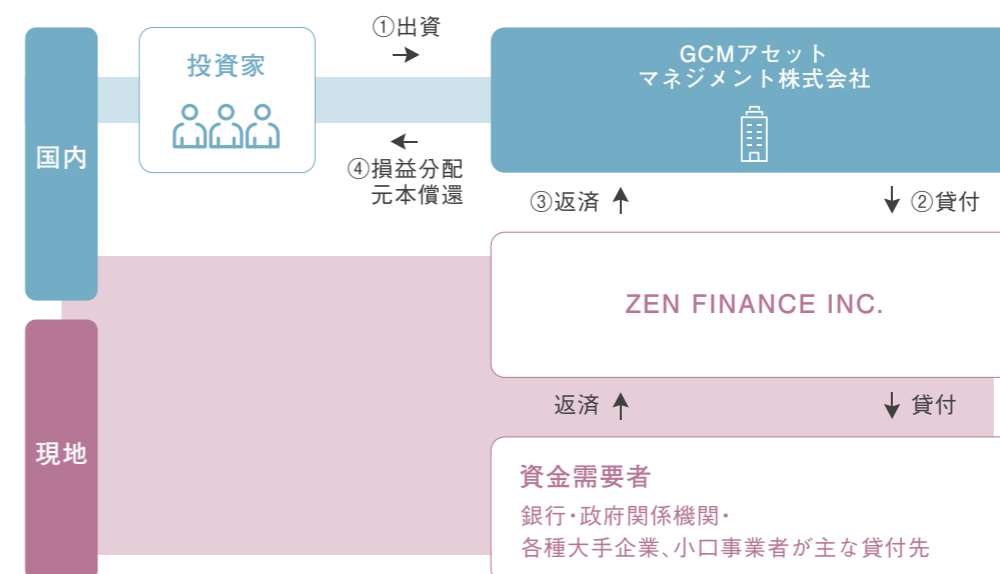 ①出資
投資家
GCMアセット
マネジメント株式会社
国内
④損益分配
元本償還
③返済
②貸付
ZEN FINANCE INC.
返済
貸付
現地
資金需要者
銀行・政府関係機関・
各種大手企業、小口事業者が主な貸付先